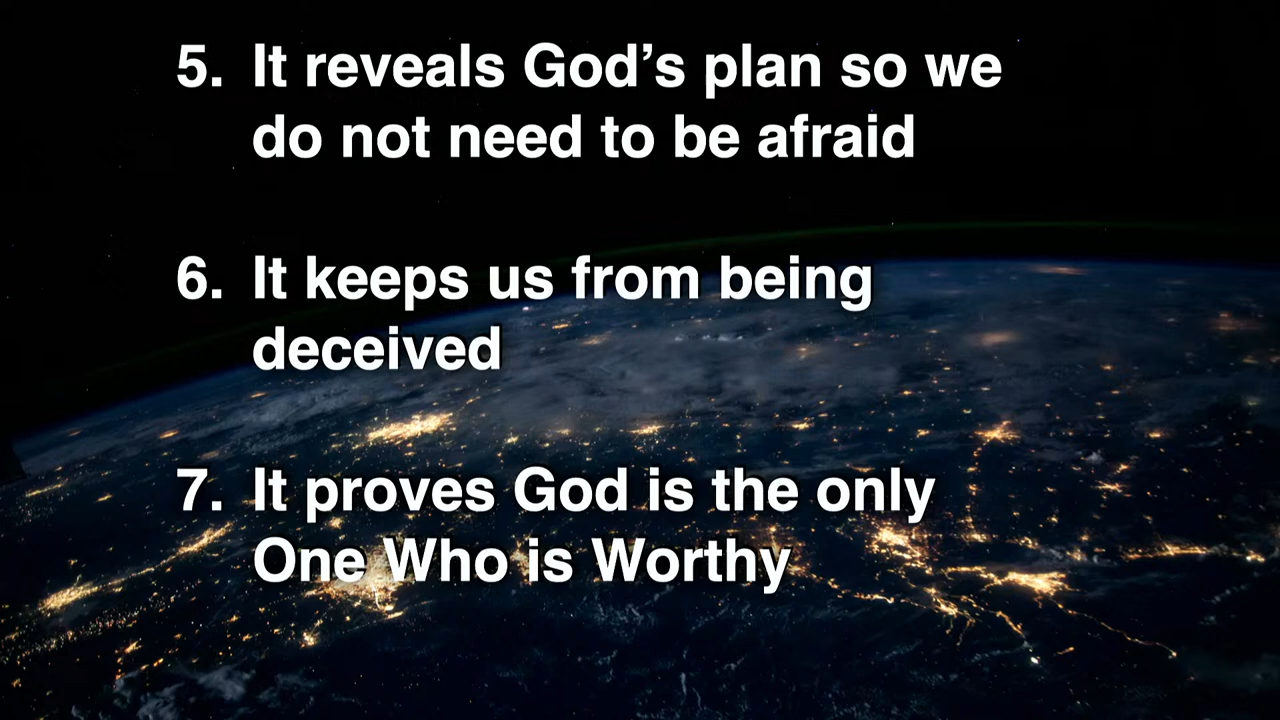 5. It reveals God’s plan so we
do not need to be afraid
6. It keeps us from being
deceived
7. It proves God is the only
One Who is Worthy